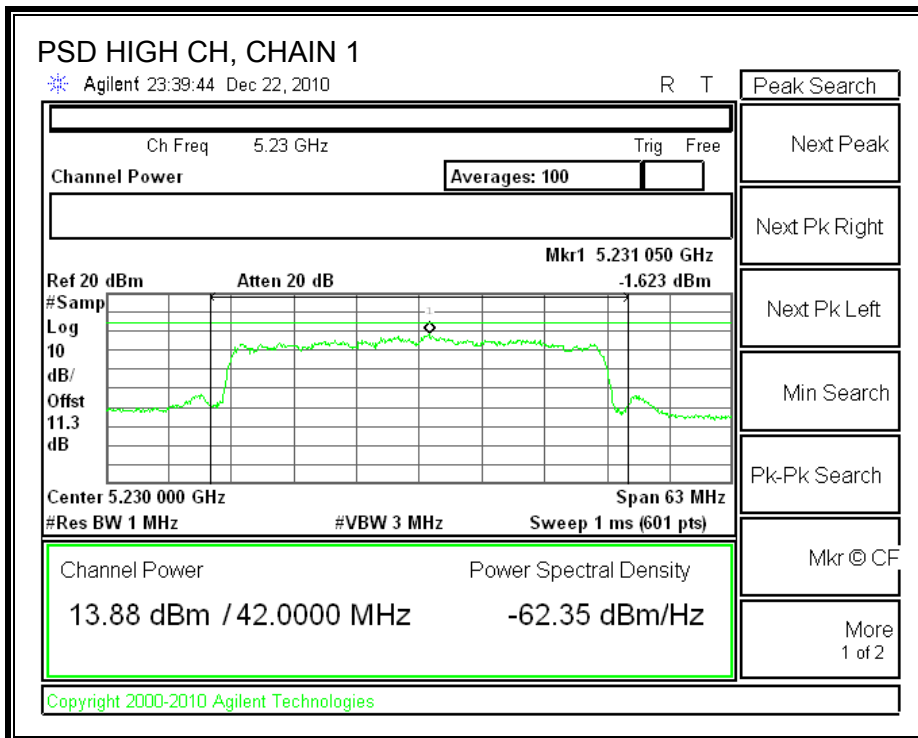 PSD HIGH CH, CHAIN 1
Agilent 23:39:44 Dec 22, 2010 R T
Peak Search
Ch Freq 5.23 GHz Trig Free
Channel Power Averages: 100
Mkr1 5.231 050 GHz
Ref 20 dBm Atten 20 dB -1.623 dBm
#Samp
Log
10
dB/
Offst
11.3
dB
1
Center 5.230 000 GHz Span 63 MHz
#Res BW 1 MHz #VBW 3 MHz Sweep 1 ms (601 pts)
Channel Power Power Spectral Density
13.88 dBm / 42.0000 MHz -62.35 dBm/Hz
Copyright 2000-2010 Agilent Technologies
Next Peak
Next Pk Right
Next Pk Left
Min Search
Pk-Pk Search
Mkr © CF
More
1 of 2